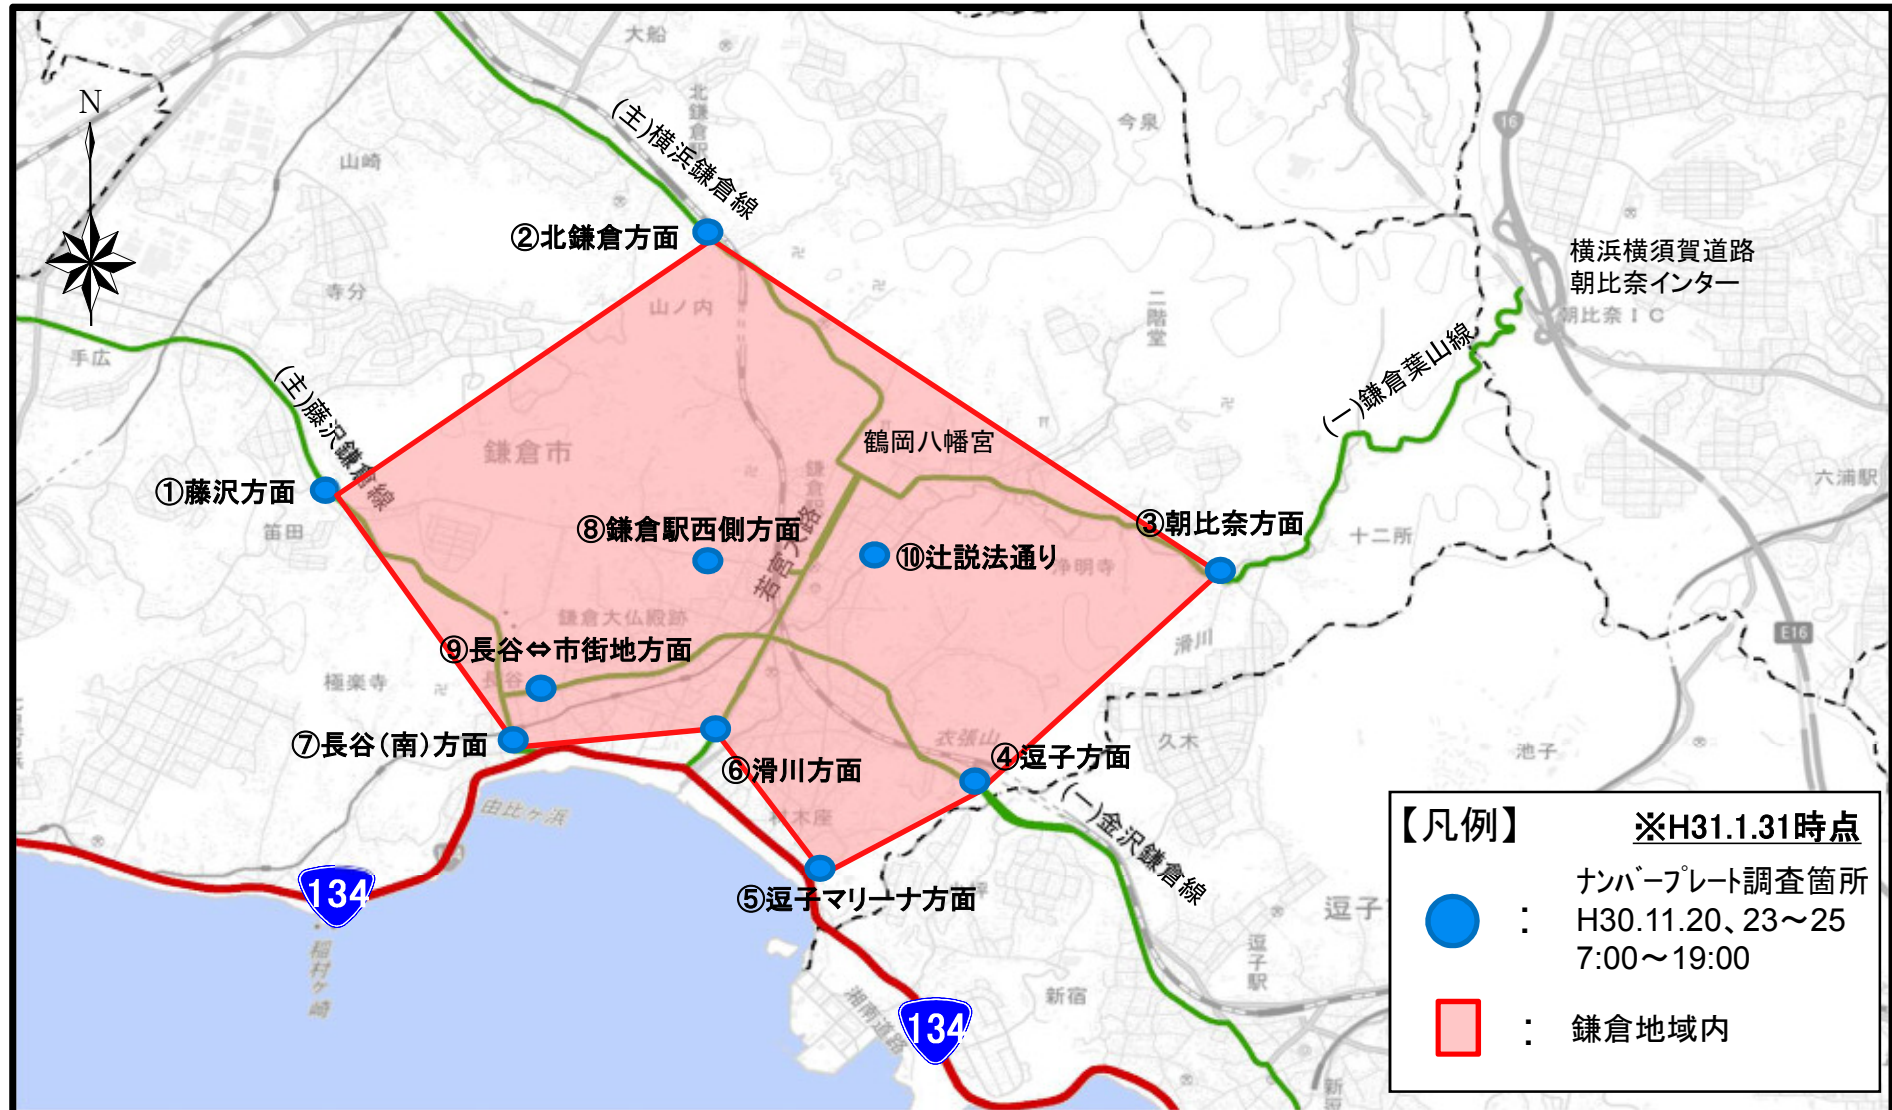 大船
N
北鎌倉駅
(主)横浜鎌倉線
今泉
16
山崎
②北鎌倉方面
横浜横須賀道路
朝比奈インター
朝比奈IC
寺分
山ノ内
二階堂
手広
(主)藤沢鎌倉線
(一)鎌倉葉山線
鎌倉市
鶴岡八幡宮
鎌倉駅
六浦駅
①藤沢方面
笛田
⑧鎌倉駅西側方面
若宮大路
③朝比奈方面
十二所
⑩辻説法通り
浄明寺
鎌倉大仏殿跡
滑川
E16
⑨長谷⇔市街地方面
極楽寺
長谷
⑦長谷(南)方面
衣張山
久木
池子
④逗子方面
⑥滑川方面
由比ヶ浜
材木座
(一)金沢鎌倉線
134
⑤逗子マリーナ方面
稲村ヶ崎
逗子
逗子駅
新宿
湘南道路
134
【凡例】
※H31.1.31時点
ナンバープレート調査箇所
: H30.11.20、23~25
7:00~19:00
: 鎌倉地域内